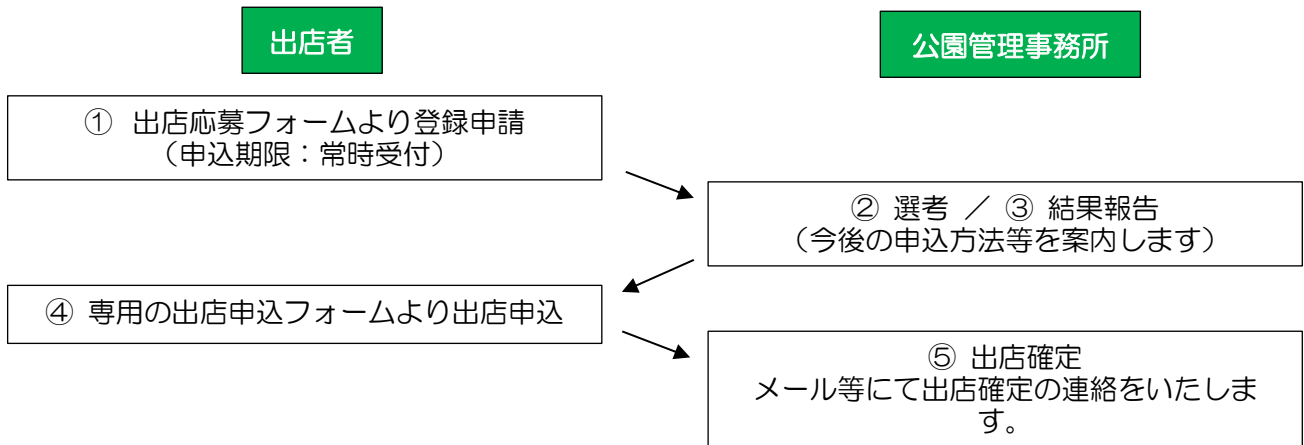 出店者
公園管理事務所
① 出店応募フォームより登録申請
（申込期限：常時受付）
② 選考 ／ ③ 結果報告
（今後の申込方法等を案内します）
④ 専用の出店申込フォームより出店申込
⑤ 出店確定
メール等にて出店確定の連絡をいたしま
す。